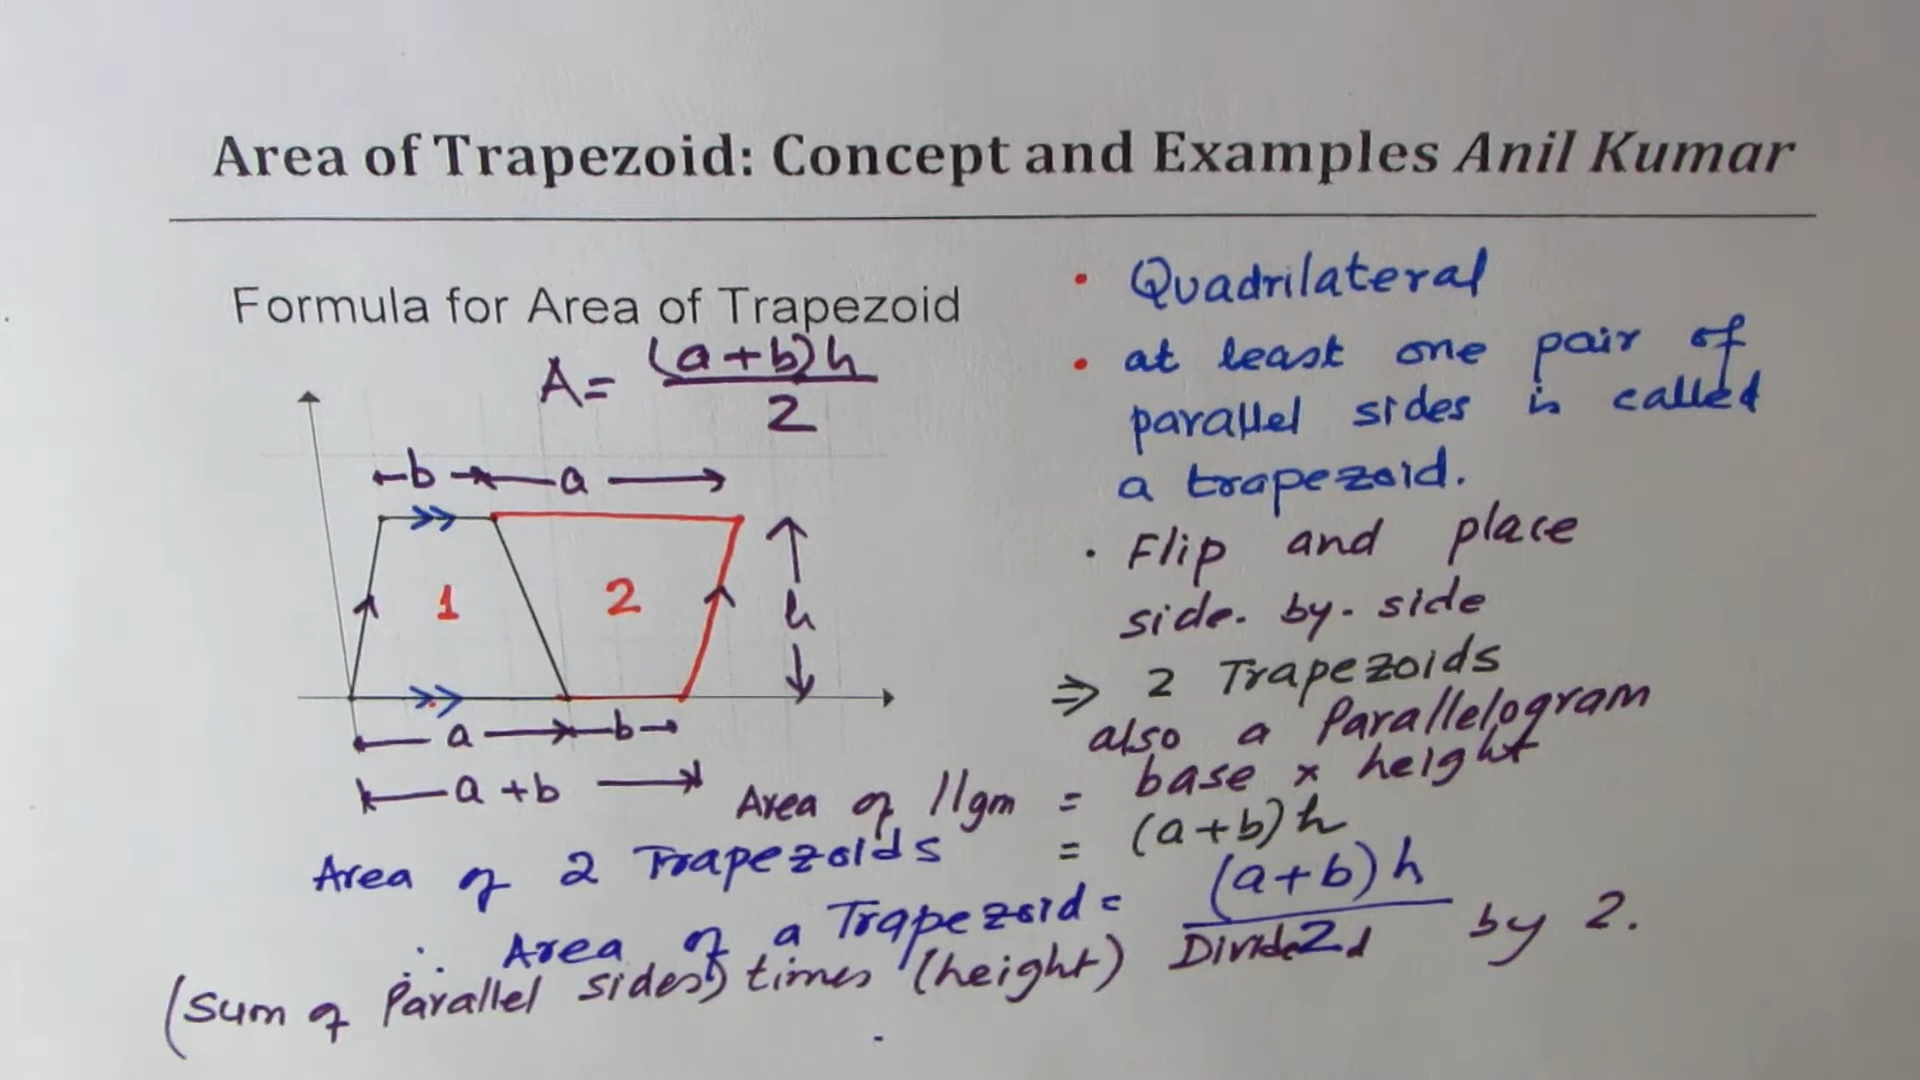 Area of Trapezoid: Concept and Examples Anil Kumar
Formula for Area of Trapezoid
A = (a+b)h
2
b a
1 2
h
a b
a + b
• Quadrilateral
• at least one pair of
parallel sides is called
a trapezoid.
• Flip and place
side. by. side
⇒ 2 Trapezoids
also a Parallelogram
Area of ||gm = base × height
Area of 2 Trapezoids = (a+b)h
∴ Area of a Trapezoid = (a+b)h
2
(Sum of Parallel sides) times (height) Divided by 2.